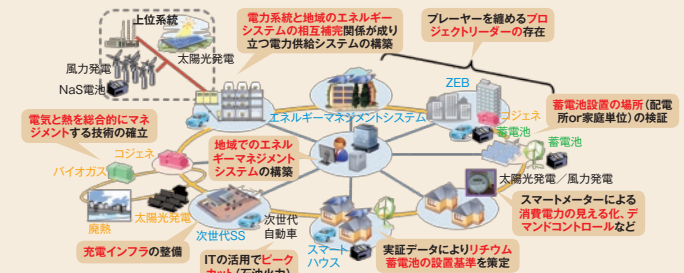 上位系統
太陽光発電
風力発電
NaS電池
電力系統と地域のエネルギー
システムの相互補完関係が成り
立つ電力供給システムの構築
プレーヤーを纏めるプロ
ジェクトリーダーの存在
エネルギーマネジメントシステム
ZEB
コジェネ
蓄電池
蓄電池設置の場所(配電
所or家庭単位)の検証
蓄電池
太陽光発電/風力発電
電気と熱を総合的にマネ
ジメントする技術の確立
コジェネ
バイオガス
廃熱
太陽光発電
地域でのエネル
ギーマネジメント
システムの構築
スマートメーターによる
消費電力の見える化、デ
マンドコントロールなど
充電インフラの整備
次世代SS
次世代
自動車
スマート
ハウス
ITの活用でピーク
カット(石油火力)
実証データによりリチウム
蓄電池の設置基準を策定